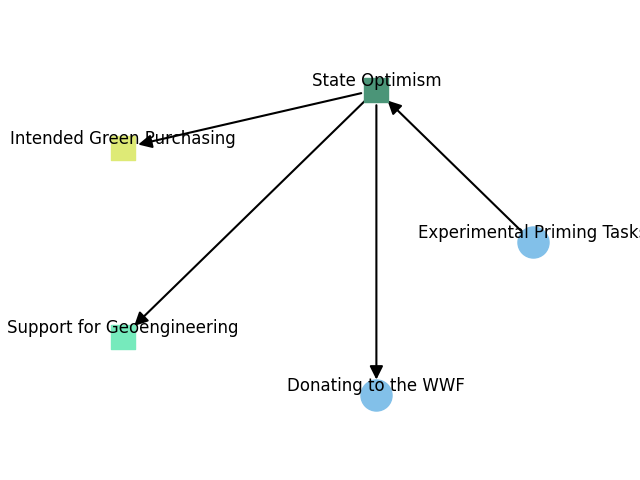 State Optimism
Intended Green Purchasing
Experimental Priming Tasks
Support for Geoengineering
Donating to the WWF